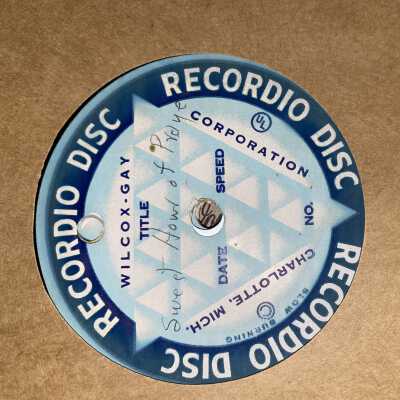 RECORDIO DISC
RECORDIO DISC
RECORDIO DISC
WILCOX-GAY
CORPORATION
CHARLOTTE, MICH.
UL
TITLE
Sweet Hour of Praye
DATE
SPEED
NO.
SLOW BURNING